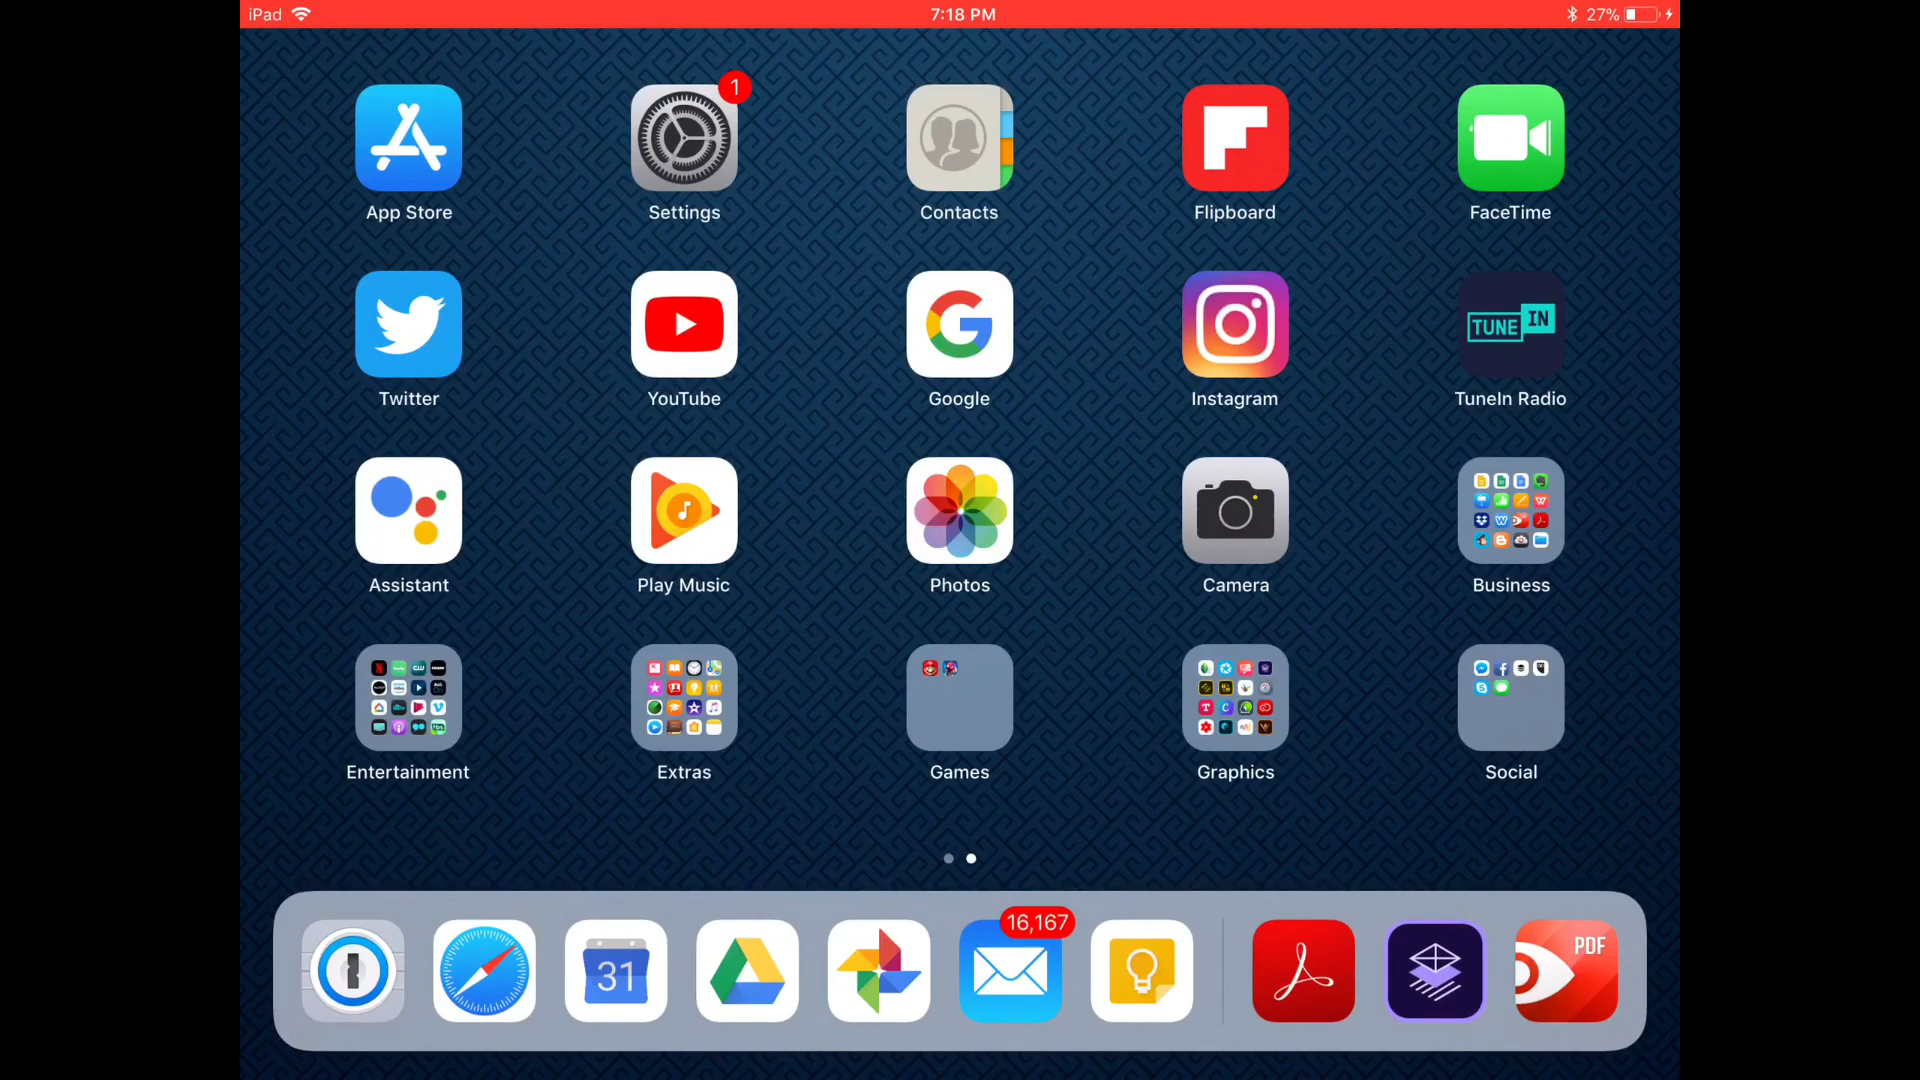 iPad 7:18 PM 27%
1
App Store Settings Contacts Flipboard FaceTime
TUNE IN
Twitter YouTube Google Instagram TuneIn Radio
Assistant Play Music Photos Camera Business
Entertainment Extras Games Graphics Social
16,167
31 PDF